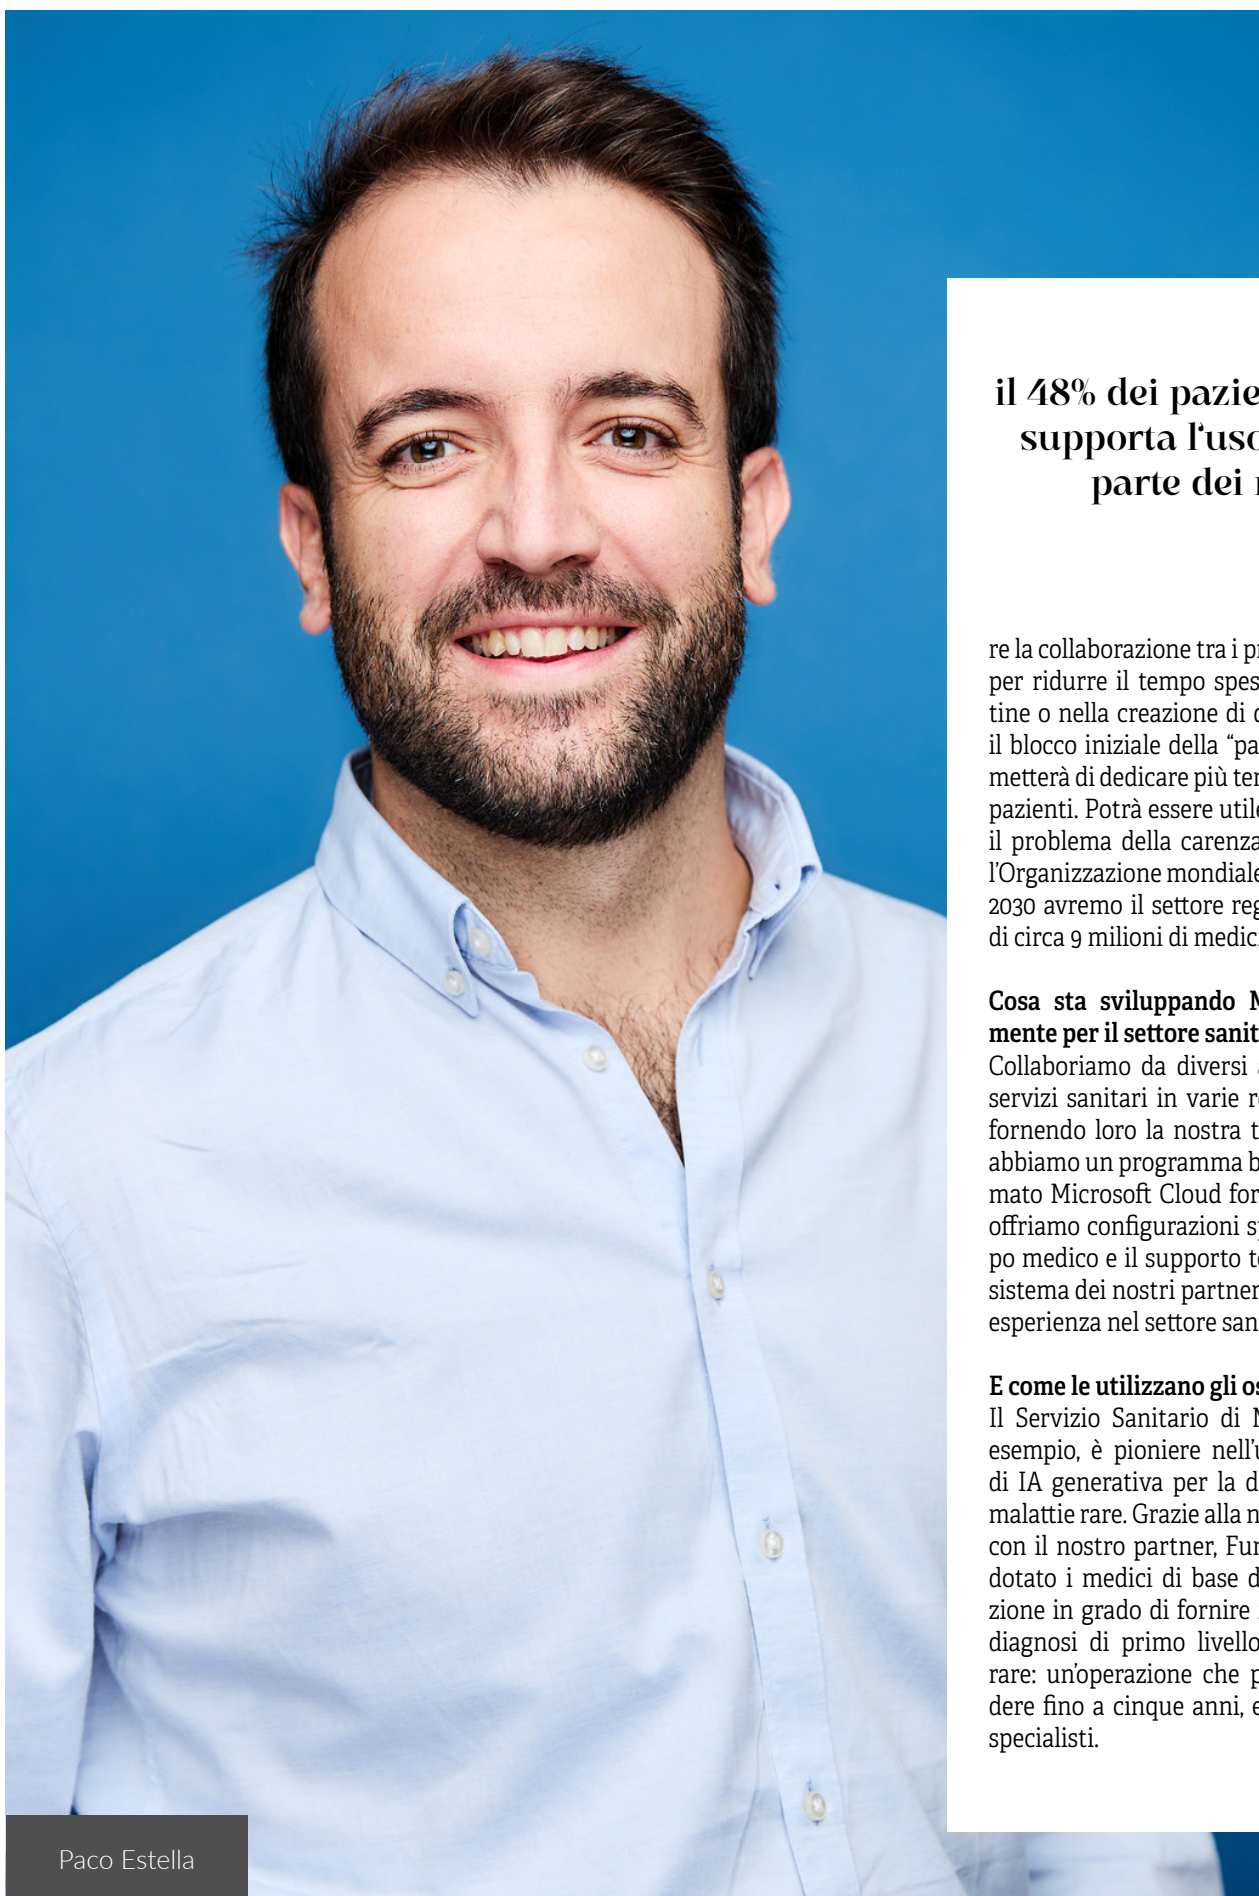 il 48% dei pazie
supporta l'uso
parte dei
re la collaborazione tra i pr
per ridurre il tempo spes
tine o nella creazione di
il blocco iniziale della “pa
metterà di dedicare più te
pazienti. Potrà essere utile
il problema della carenza
l’Organizzazione mondiale
2030 avremo il settore reg
di circa 9 milioni di medic
Cosa sta sviluppando M
mente per il settore sanit
Collaboriamo da diversi
servizi sanitari in varie r
fornendo loro la nostra t
abbiamo un programma b
mato Microsoft Cloud for
offriamo configurazioni s
po medico e il supporto t
sistema dei nostri partner
esperienza nel settore san
E come le utilizzano gli os
Il Servizio Sanitario di M
esempio, è pioniere nell’u
di IA generativa per la d
malattie rare. Grazie alla n
con il nostro partner, Fur
dotato i medici di base d
zione in grado di fornire
diagnosi di primo livello
rare: un’operazione che p
dere fino a cinque anni, e
specialisti.
Paco Estella